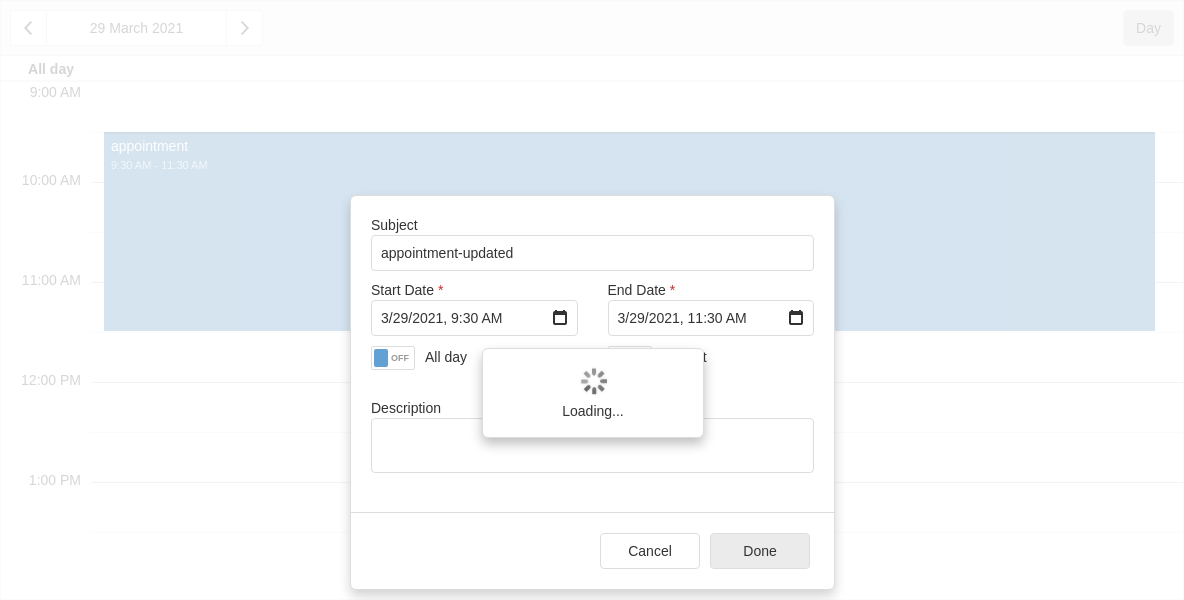 29 March 2021
Day
All day
9:00 AM
appointment
9:30 AM - 11:30 AM
10:00 AM
11:00 AM
12:00 PM
1:00 PM
Subject
appointment-updated
Start Date *
End Date *
3/29/2021, 9:30 AM
3/29/2021, 11:30 AM
OFF
All day
Loading...
Description
Cancel
Done